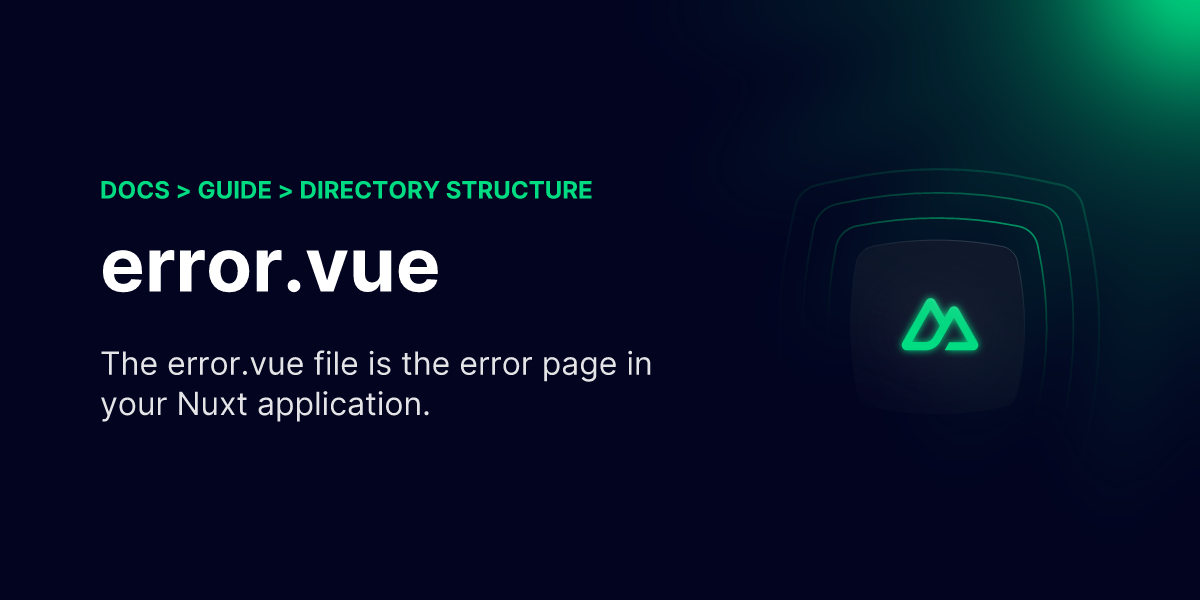 DOCS > GUIDE > DIRECTORY STRUCTURE
error.vue
The error.vue file is the error page in
your Nuxt application.